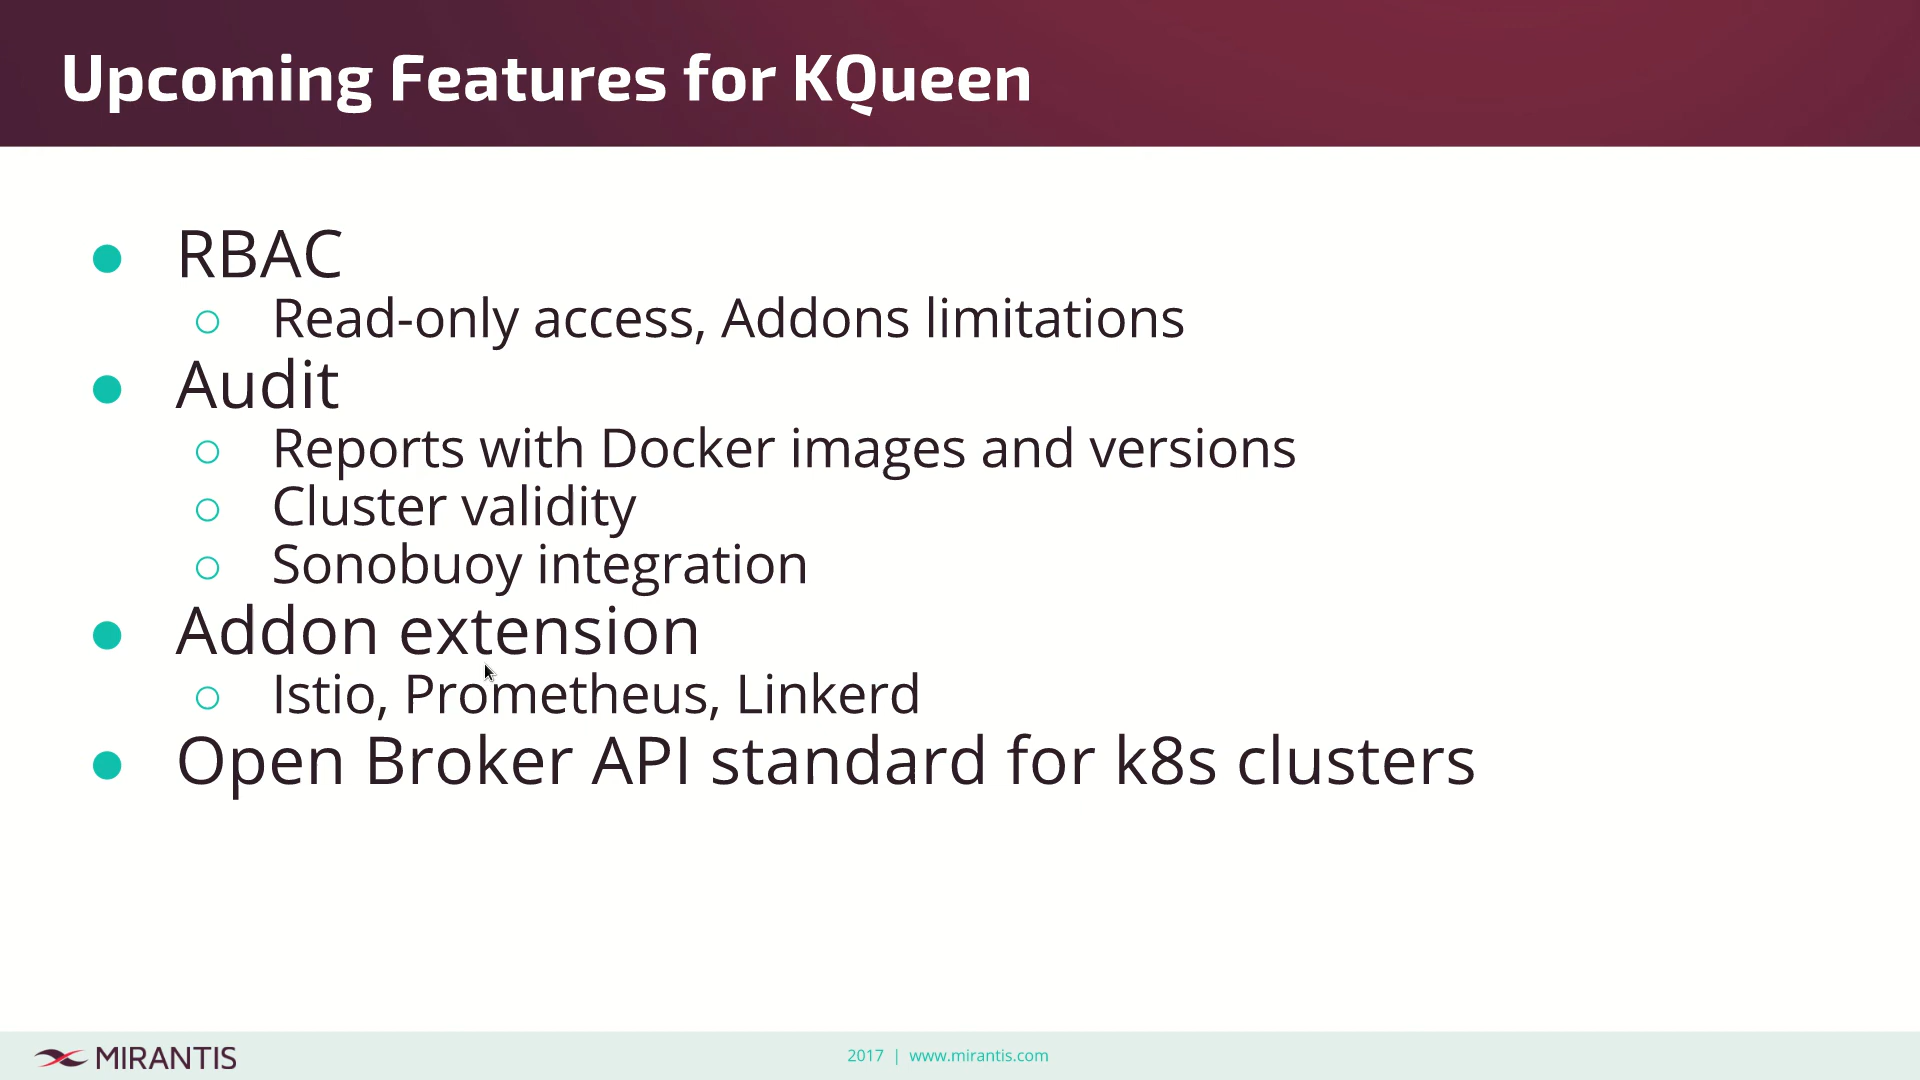 Upcoming Features for KQueen
● RBAC
○ Read-only access, Addons limitations
● Audit
○ Reports with Docker images and versions
○ Cluster validity
○ Sonobuoy integration
● Addon extension
○ Istio, Prometheus, Linkerd
● Open Broker API standard for k8s clusters
MIRANTIS
2017 | www.mirantis.com